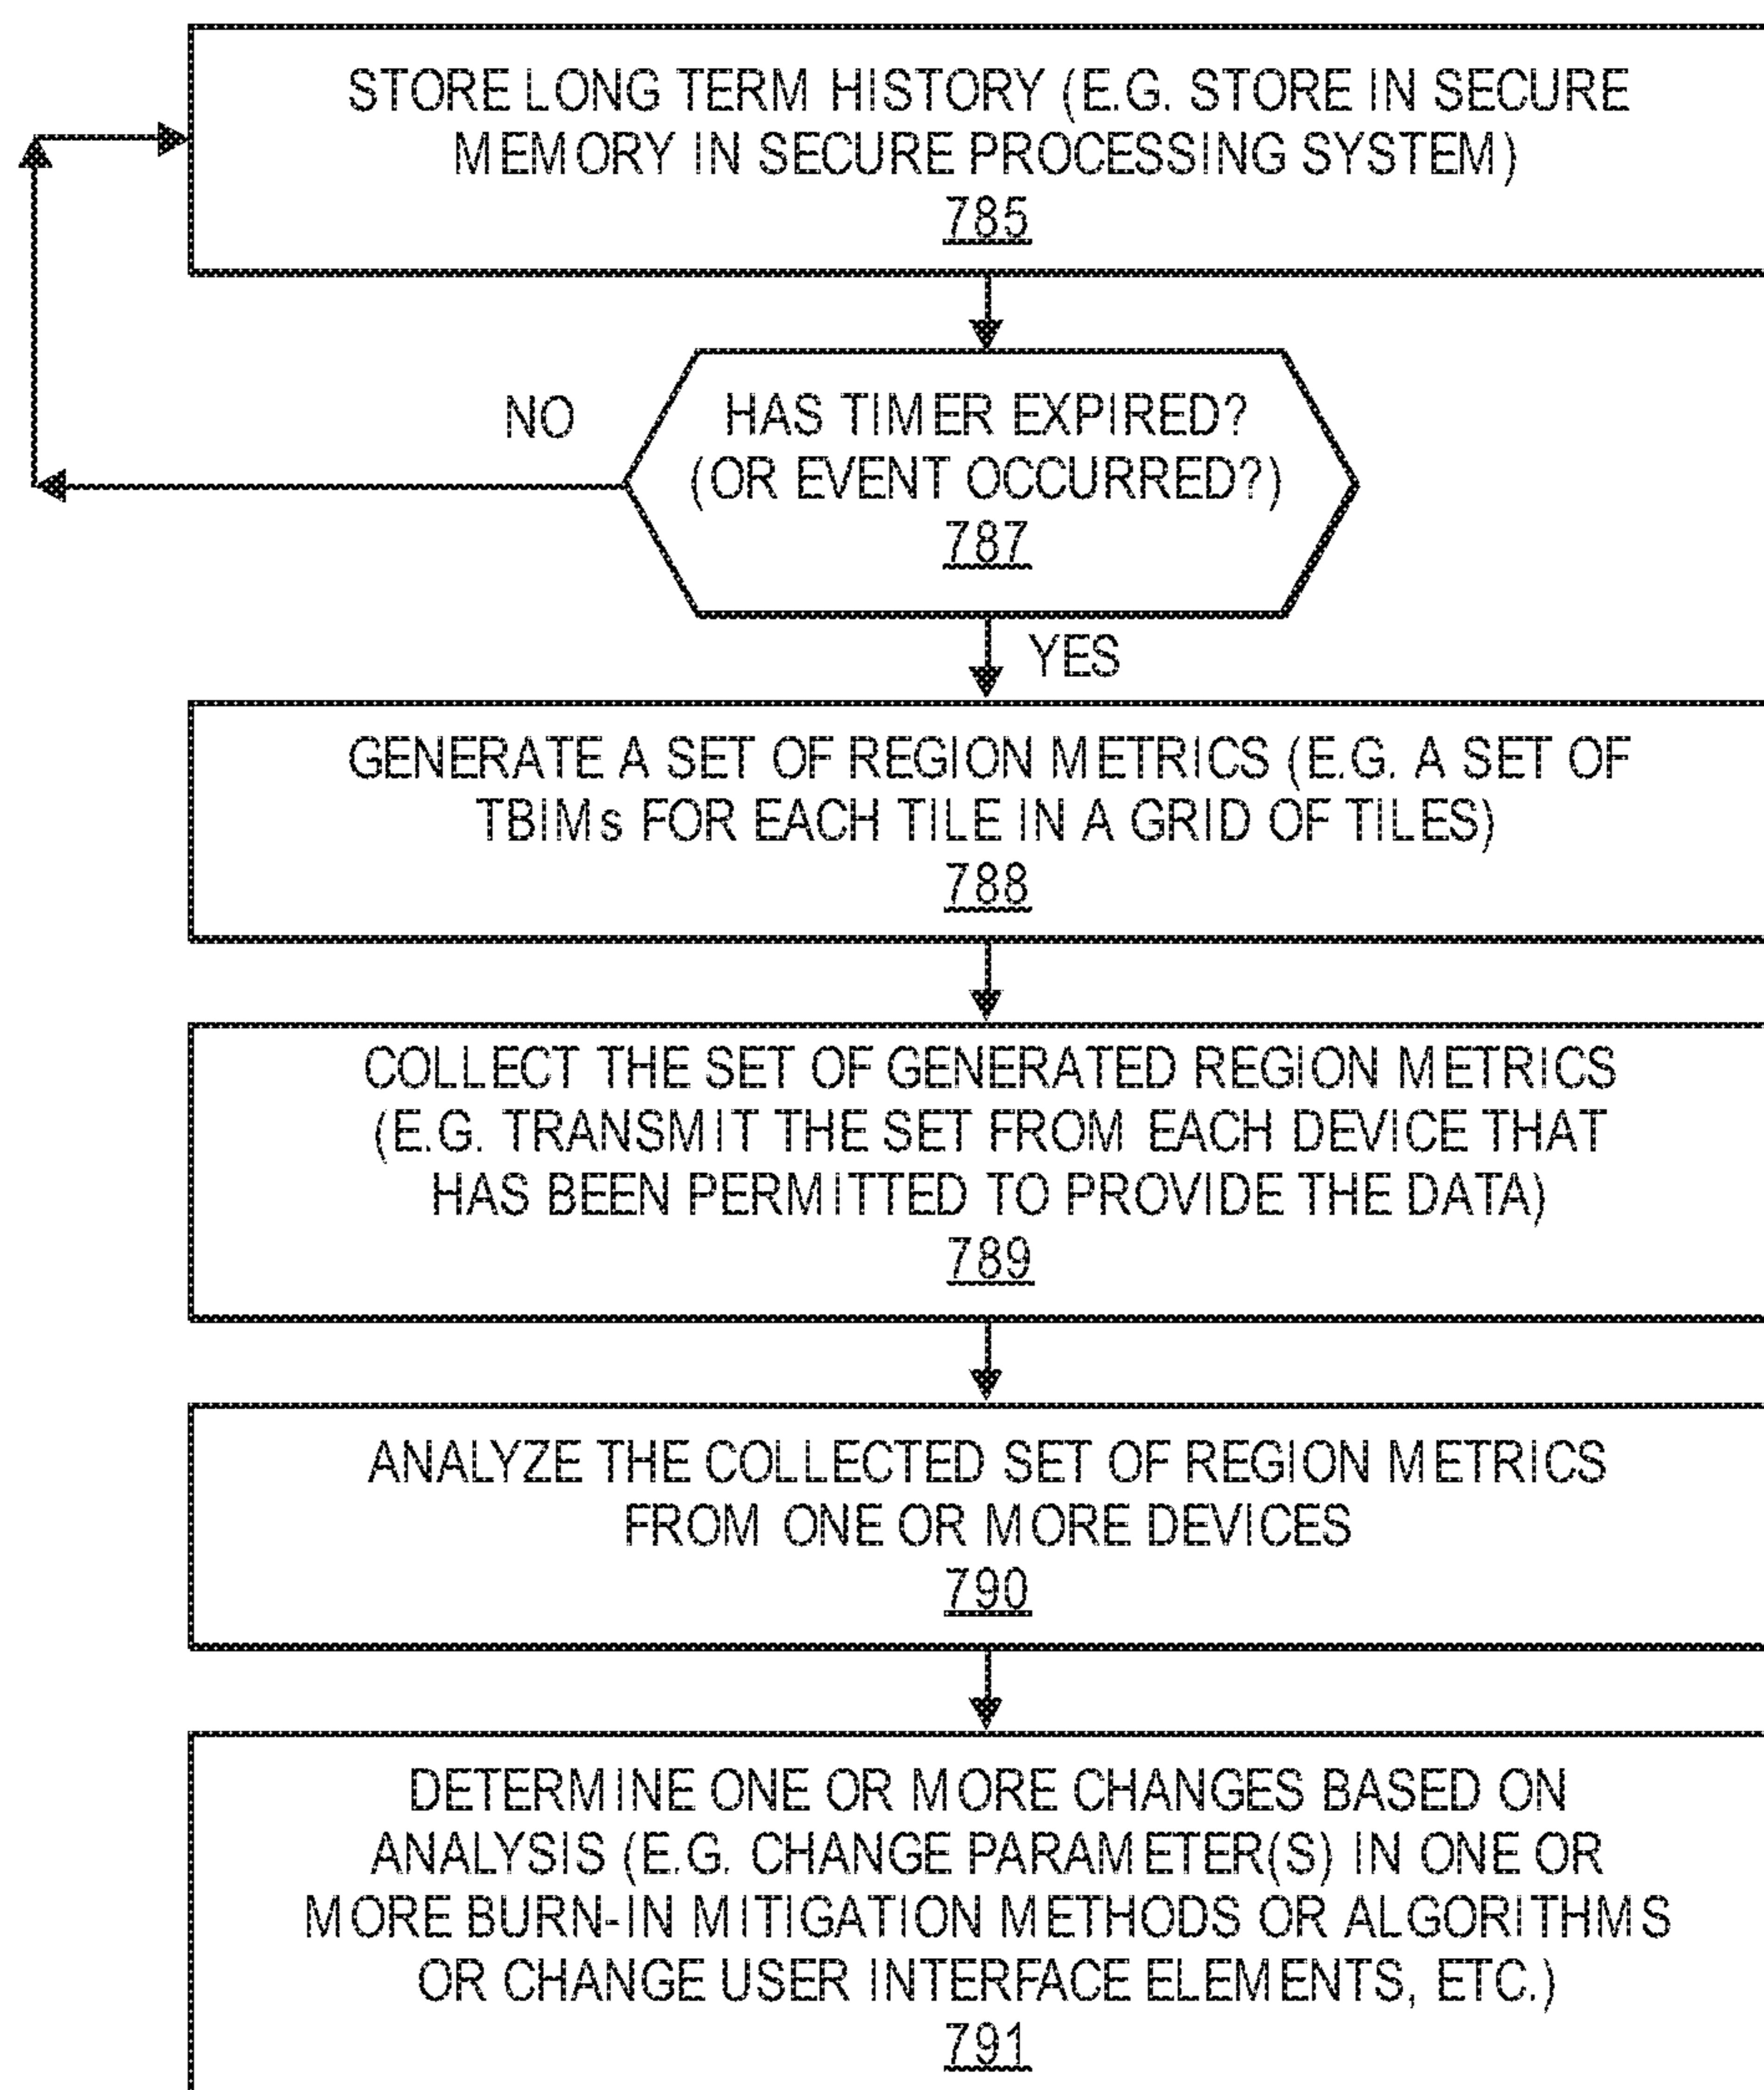 STORE LONG TERM HISTORY (E.G. STORE IN SECURE
MEMORY IN SECURE PROCESSING SYSTEM)
785
NO
HAS TIMER EXPIRED?
(OR EVENT OCCURRED?)
787
YES
GENERATE A SET OF REGION METRICS (E.G. A SET OF
TBIMs FOR EACH TILE IN A GRID OF TILES)
788
COLLECT THE SET OF GENERATED REGION METRICS
(E.G. TRANSMIT THE SET FROM EACH DEVICE THAT
HAS BEEN PERMITTED TO PROVIDE THE DATA)
789
ANALYZE THE COLLECTED SET OF REGION METRICS
FROM ONE OR MORE DEVICES
790
DETERMINE ONE OR MORE CHANGES BASED ON
ANALYSIS (E.G. CHANGE PARAMETER(S) IN ONE OR
MORE BURN-IN MITIGATION METHODS OR ALGORITHMS
OR CHANGE USER INTERFACE ELEMENTS, ETC.)
791